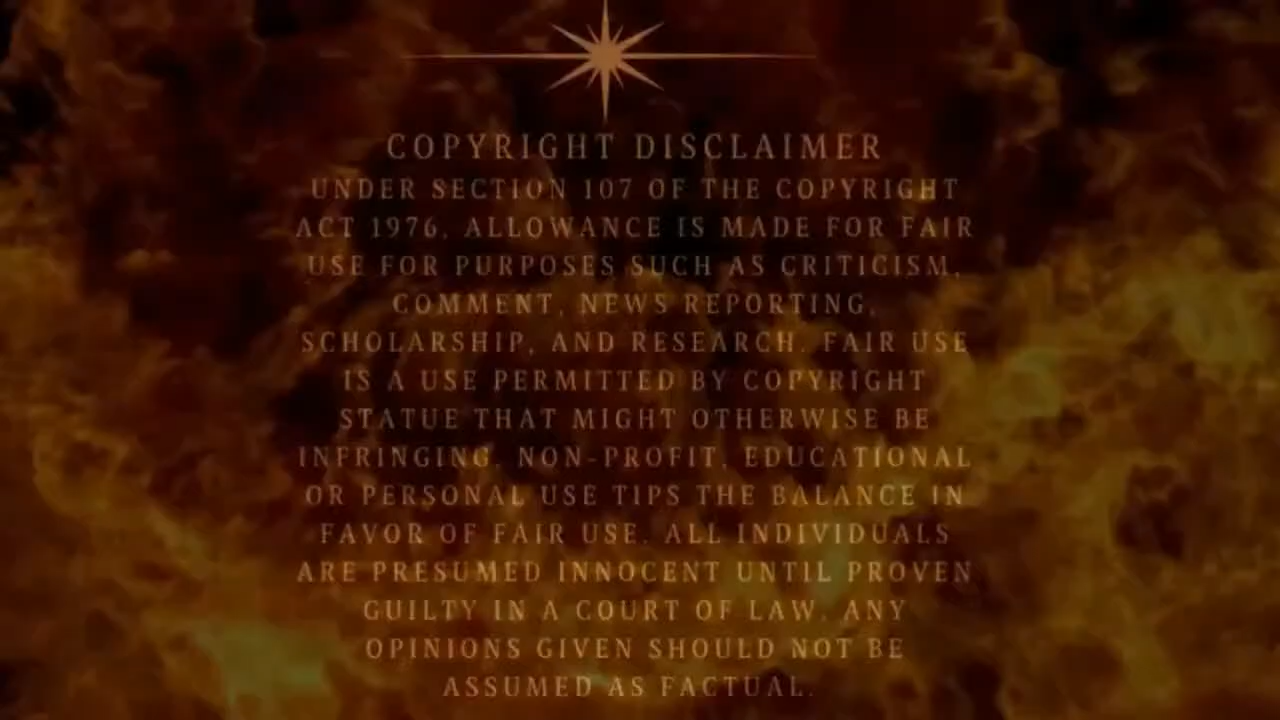 COPYRIGHT DISCLAIMER
UNDER SECTION 107 OF THE COPYRIGHT
ACT 1976, ALLOWANCE IS MADE FOR FAIR
USE FOR PURPOSES SUCH AS CRITICISM,
COMMENT, NEWS REPORTING,
SCHOLARSHIP, AND RESEARCH. FAIR USE
IS A USE PERMITTED BY COPYRIGHT
STATUE THAT MIGHT OTHERWISE BE
INFRINGING. NON-PROFIT, EDUCATIONAL
OR PERSONAL USE TIPS THE BALANCE IN
FAVOR OF FAIR USE. ALL INDIVIDUALS
ARE PRESUMED INNOCENT UNTIL PROVEN
GUILTY IN A COURT OF LAW. ANY
OPINIONS GIVEN SHOULD NOT BE
ASSUMED AS FACTUAL.